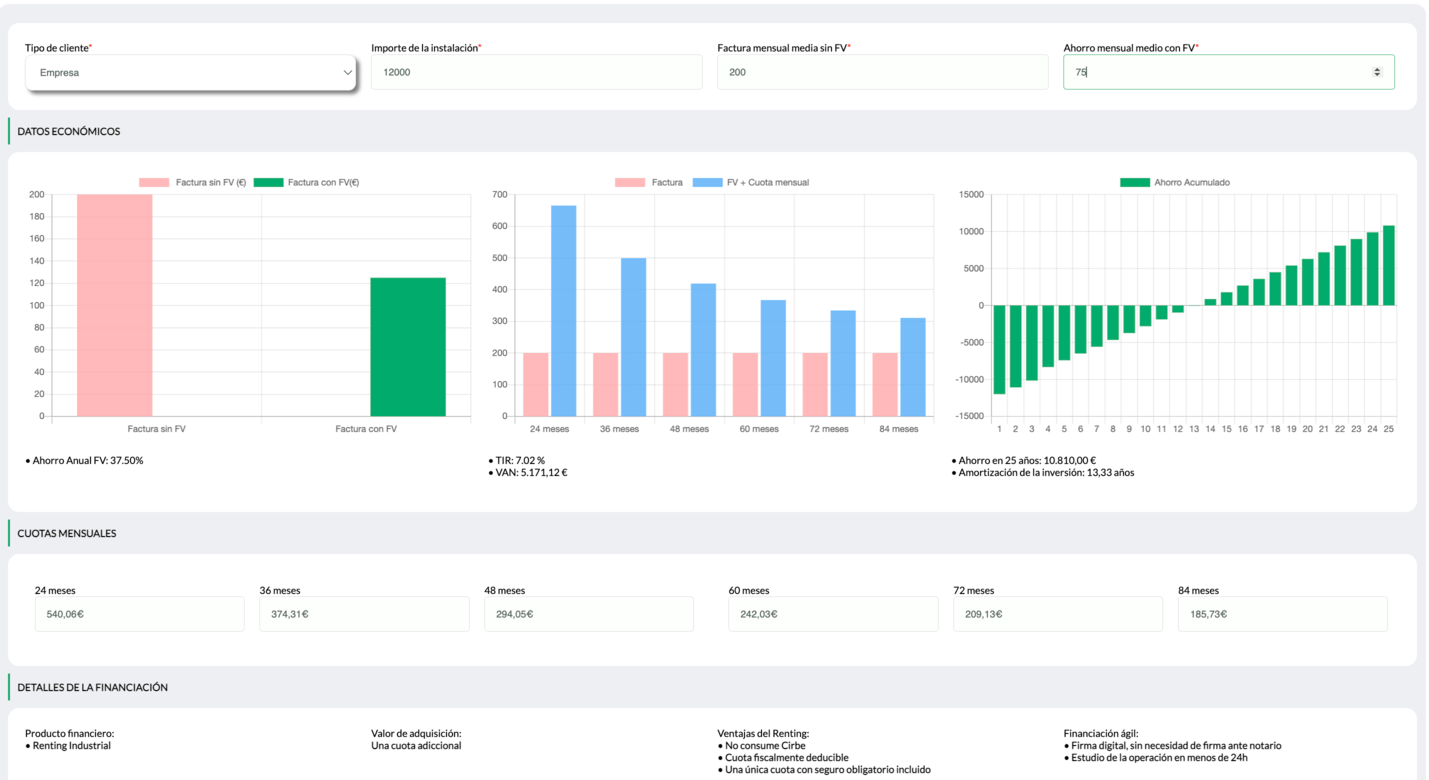 Tipo de cliente*
Importe de la instalación*
Factura mensual media sin FV*
Ahorro mensual medio con FV*
Empresa
12000
200
75
DATOS ECONÓMICOS
Factura sin FV (€) Factura con FV(€)
200
180
160
140
120
100
80
60
40
20
0
Factura sin FV Factura con FV
• Ahorro Anual FV: 37.50%
Factura FV + Cuota mensual
700
600
500
400
300
200
100
0
24 meses 36 meses 48 meses 60 meses 72 meses 84 meses
• TIR: 7.02 %
• VAN: 5.171,12 €
Ahorro Acumulado
15000
10000
5000
0
-5000
-10000
-15000
1 2 3 4 5 6 7 8 9 10 11 12 13 14 15 16 17 18 19 20 21 22 23 24 25
• Ahorro en 25 años: 10.810,00 €
• Amortización de la inversión: 13,33 años
CUOTAS MENSUALES
24 meses
540,06€
36 meses
374,31€
48 meses
294,05€
60 meses
242,03€
72 meses
209,13€
84 meses
185,73€
DETALLES DE LA FINANCIACIÓN
Producto financiero:
• Renting Industrial
Valor de adquisición:
Una cuota adiccional
Ventajas del Renting:
• No consume Cirbe
• Cuota fiscalmente deducible
• Una única cuota con seguro obligatorio incluido
Financiación ágil:
• Firma digital, sin necesidad de firma ante notario
• Estudio de la operación en menos de 24h